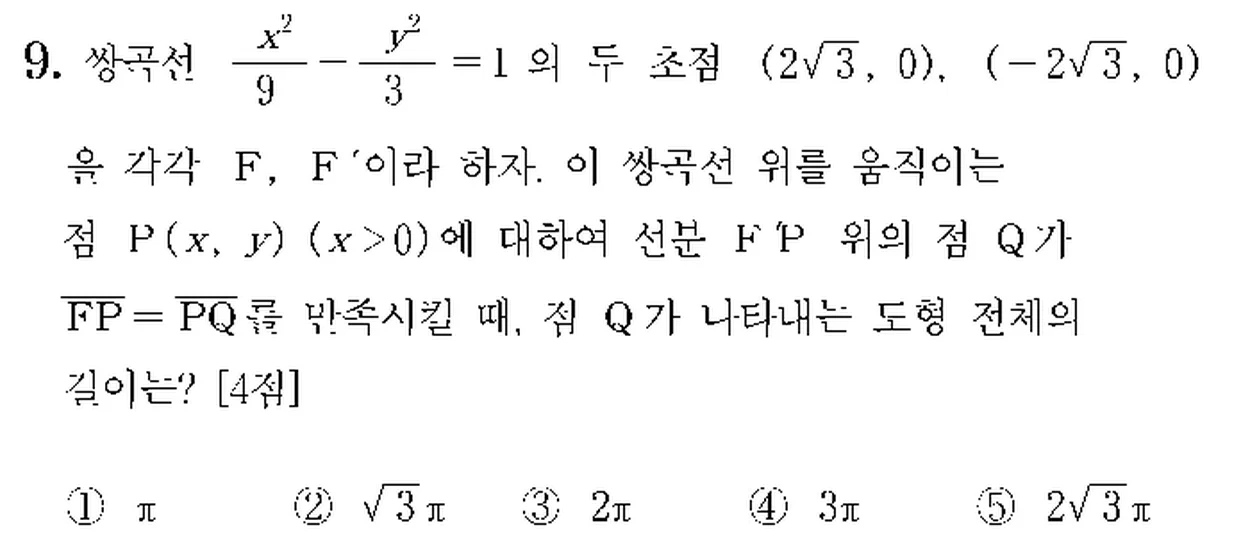 9. 쌍곡선 x²/9 - y²/3 = 1 의 두 초점 (2√3, 0), (-2√3, 0)
을 각각 F, F′이라 하자. 이 쌍곡선 위를 움직이는
점 P(x, y) (x>0)에 대하여 선분 F′P 위의 점 Q가
F̅P̅ = P̅Q̅를 만족시킬 때, 점 Q가 나타내는 도형 전체의
길이는? [4점]
① π ② √3π ③ 2π ④ 3π ⑤ 2√3π